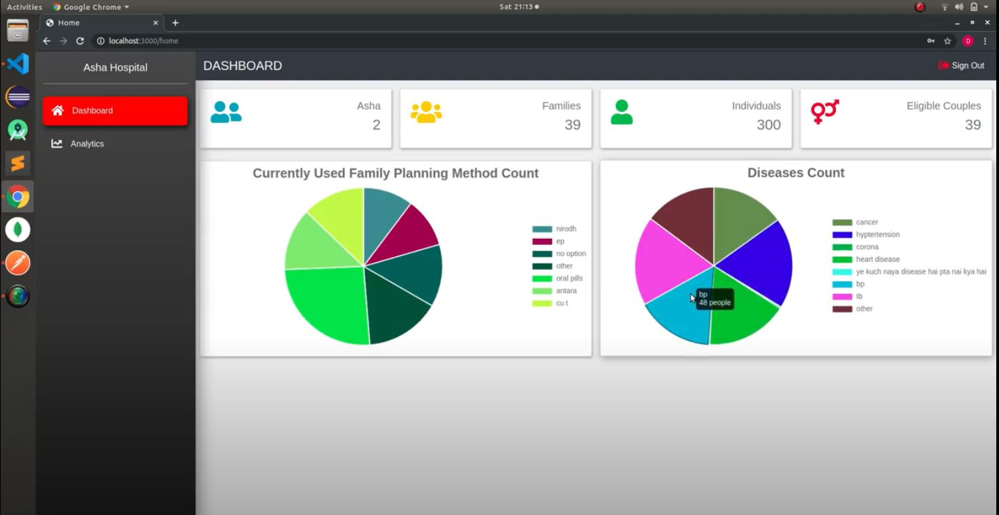 Activities
Google Chrome
Sat 21:13
Home
localhost:3000/home
D
Asha Hospital
DASHBOARD
Sign Out
Dashboard
Analytics
Asha
2
Families
39
Individuals
300
Eligible Couples
39
Currently Used Family Planning Method Count
nirodh
ep
no option
other
oral pills
antara
cu t
Diseases Count
bp
48 people
cancer
hyptertension
corona
heart disease
ye kuch naya disease hai pta nai kya hai
bp
tb
other